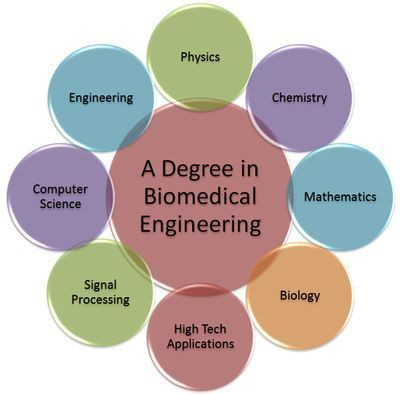 Physics
Chemistry
Mathematics
Biology
High Tech
Applications
Signal
Processing
Computer
Science
Engineering
A Degree in
Biomedical
Engineering